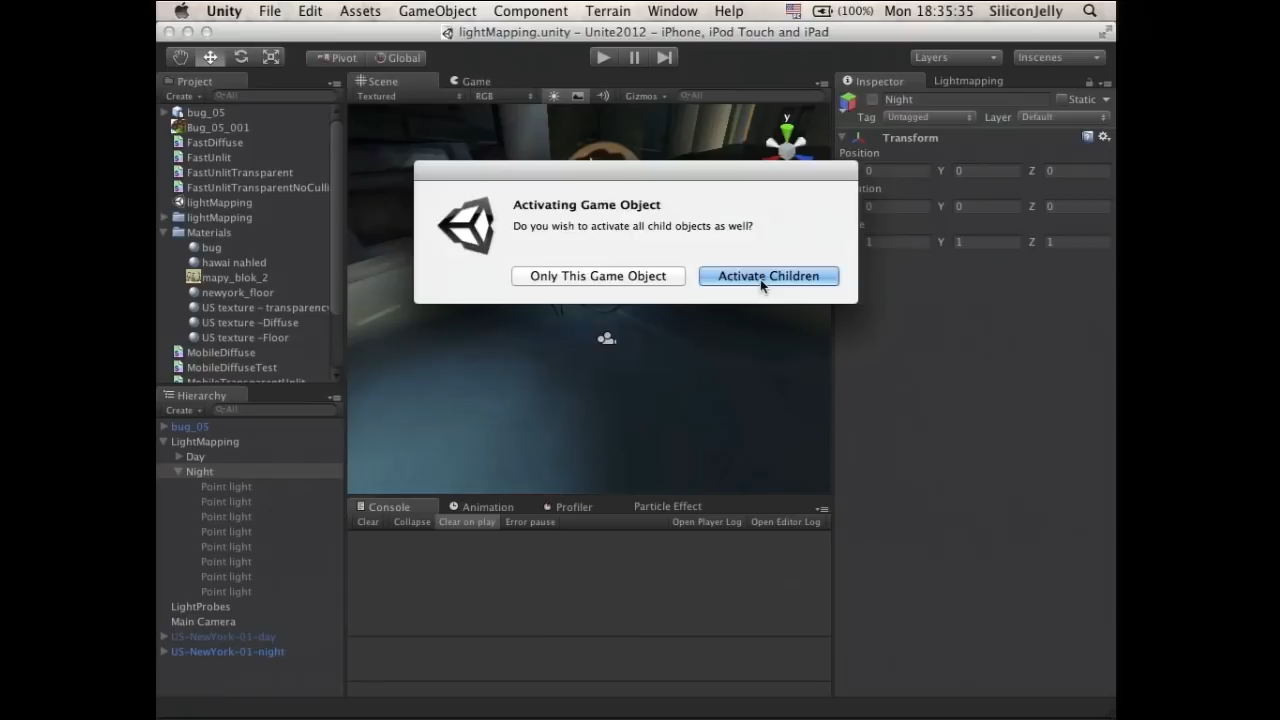 Unity File Edit Assets GameObject Component Terrain Window Help (100%) Mon 18:35:35 SiliconJelly
lightMapping.unity – Unite2012 – iPhone, iPod Touch and iPad
Pivot Global Layers Inscenes
Project Scene Game Inspector Lightmapping
Create All Textured RGB Gizmos All
Night Static
Tag Untagged Layer Default
Transform
Position
0 Y 0 Z 0
0 Y 0 Z 0
1 Y 1 Z 1
y
bug_05
Bug_05_001
FastDiffuse
FastUnlit
FastUnlitTransparent
FastUnlitTransparentNoCulli
lightMapping
lightMapping
Materials
bug
hawai nahled
mapy_blok_2
newyork_floor
US texture – transparency
US texture –Diffuse
US texture –Floor
MobileDiffuse
MobileDiffuseTest
MobileTransparentUnlit
Activating Game Object
Do you wish to activate all child objects as well?
Only This Game Object Activate Children
Hierarchy
Create All
bug_05
LightMapping
Day
Night
Point light
Point light
Point light
Point light
Point light
Point light
Point light
Point light
LightProbes
Main Camera
US-NewYork-01-day
US-NewYork-01-night
Console Animation Profiler Particle Effect
Clear Collapse Clear on play Error pause Open Player Log Open Editor Log